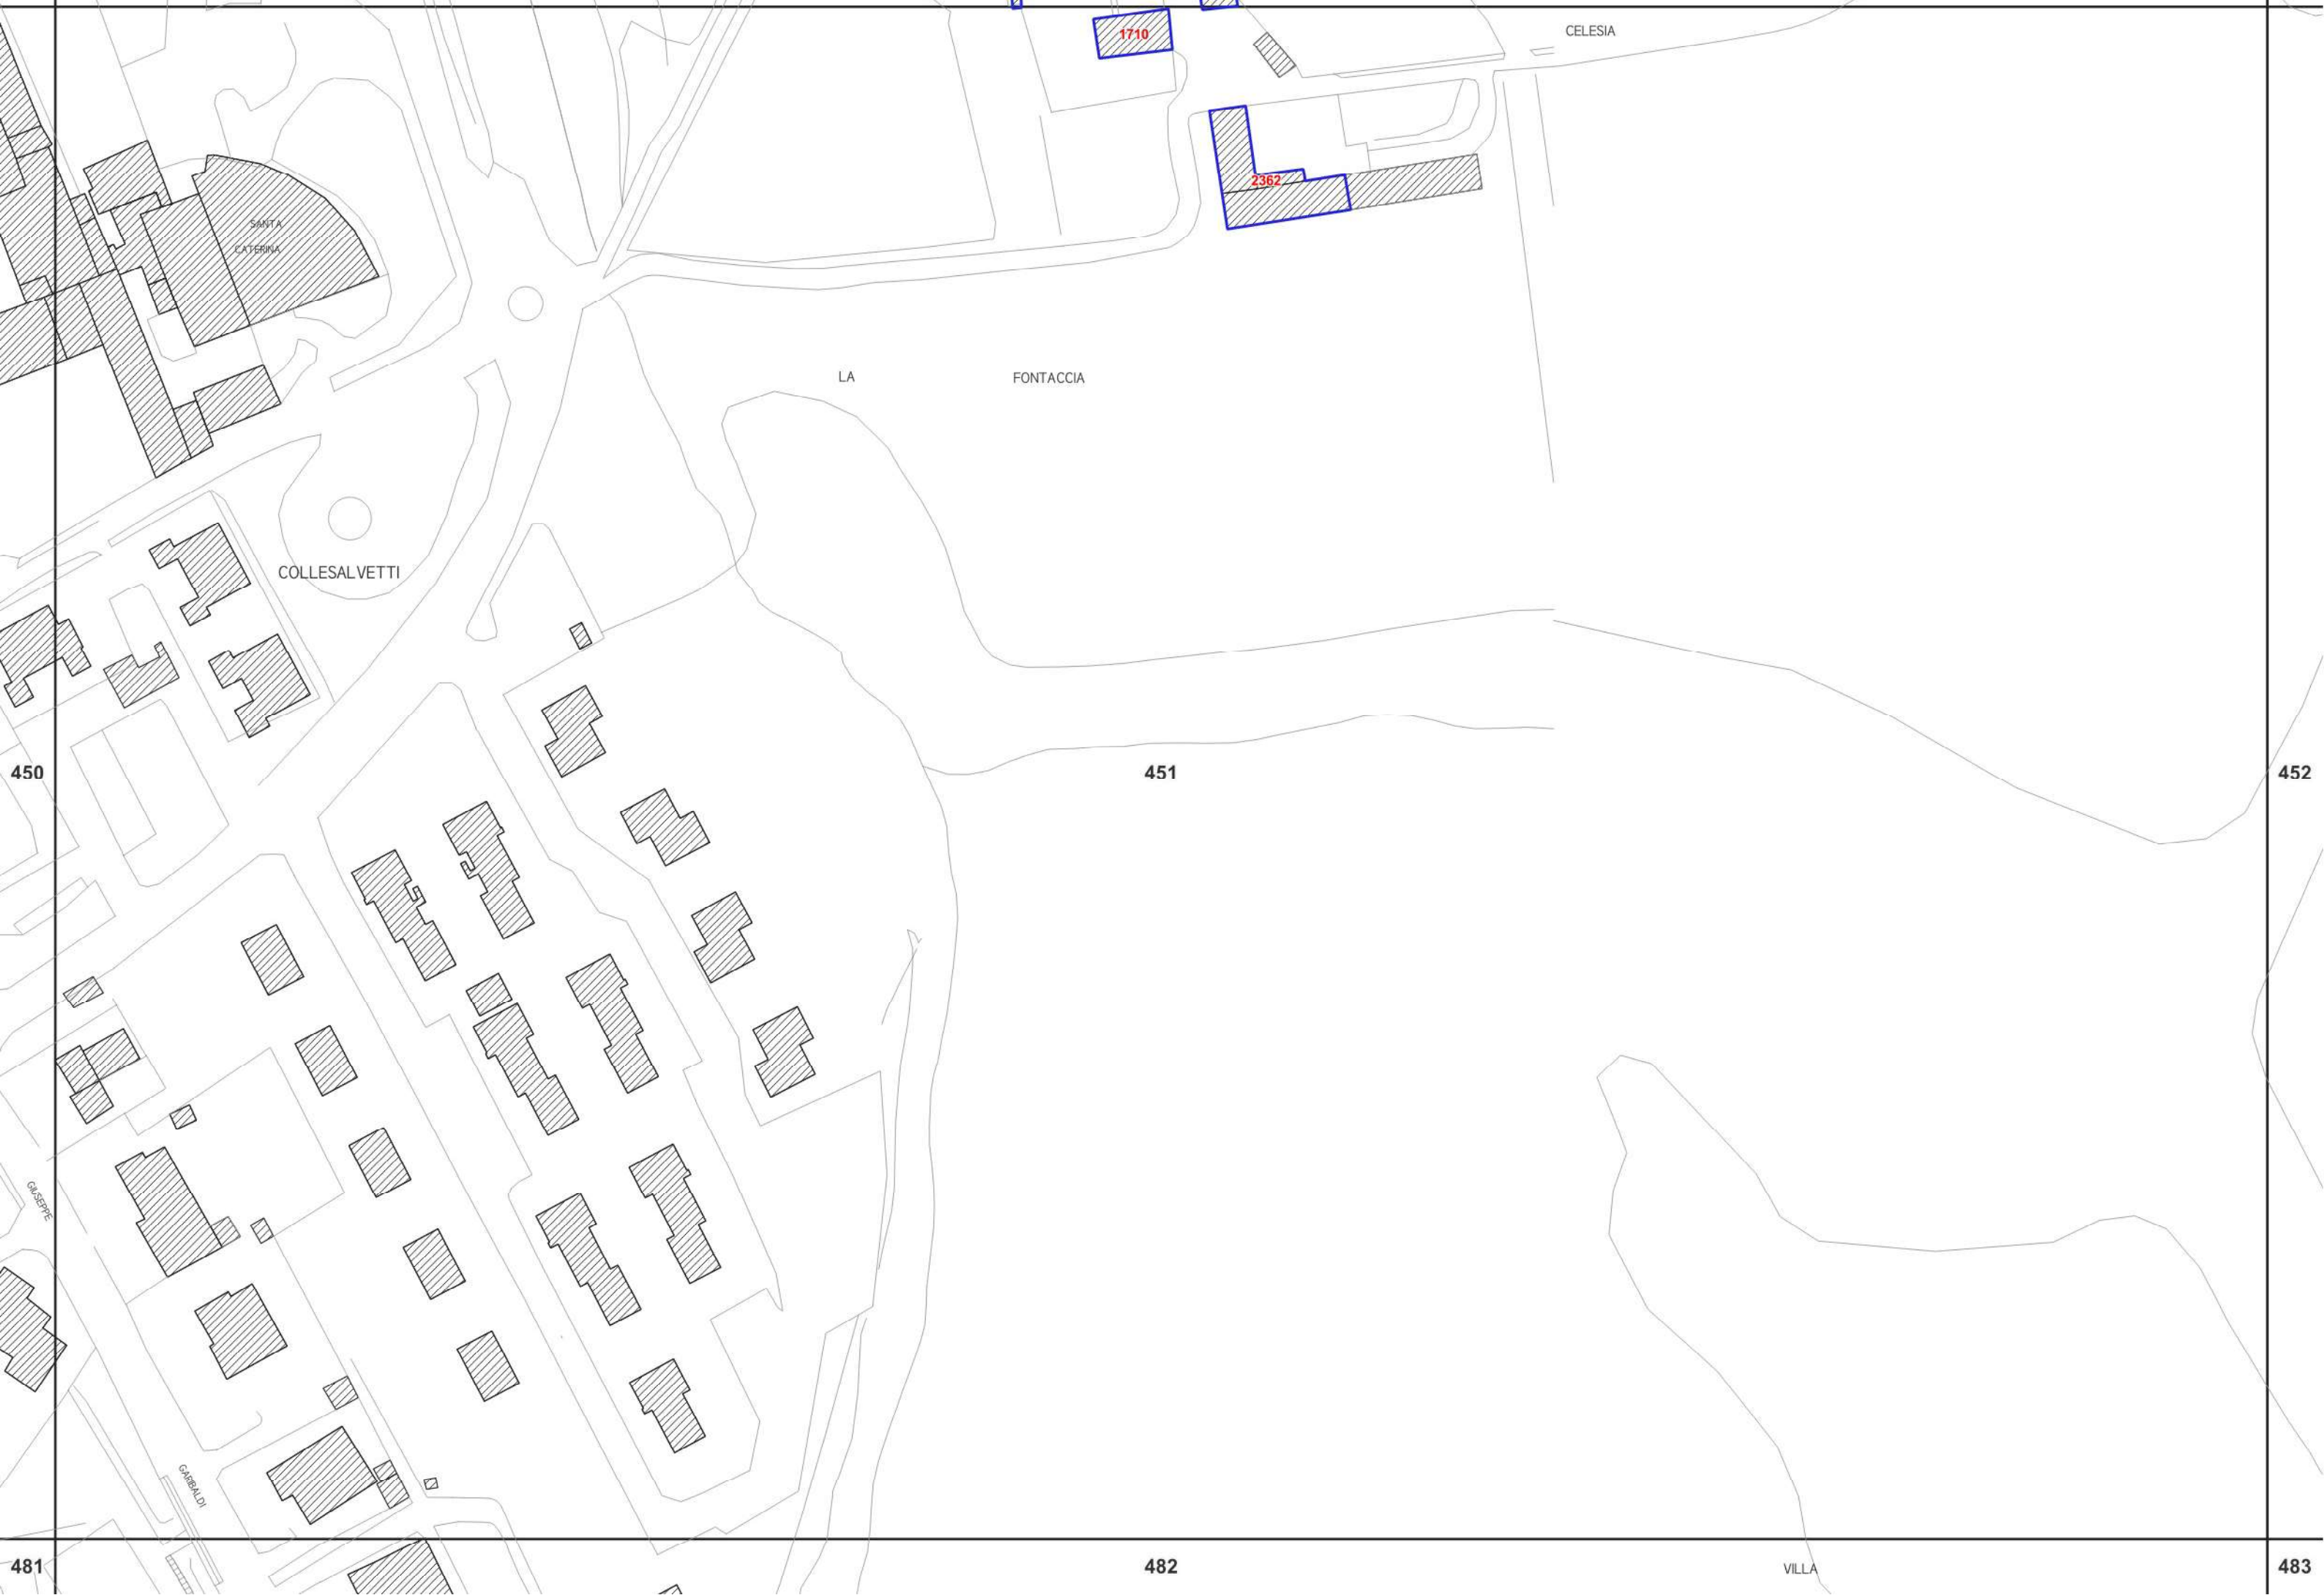 CELESIA
1710
2362
SANTA
CATERINA
LA FONTACCIA
COLLESALVETTI
450
451
452
GIUSEPPE
GARIBALDI
481
482
VILLA
483